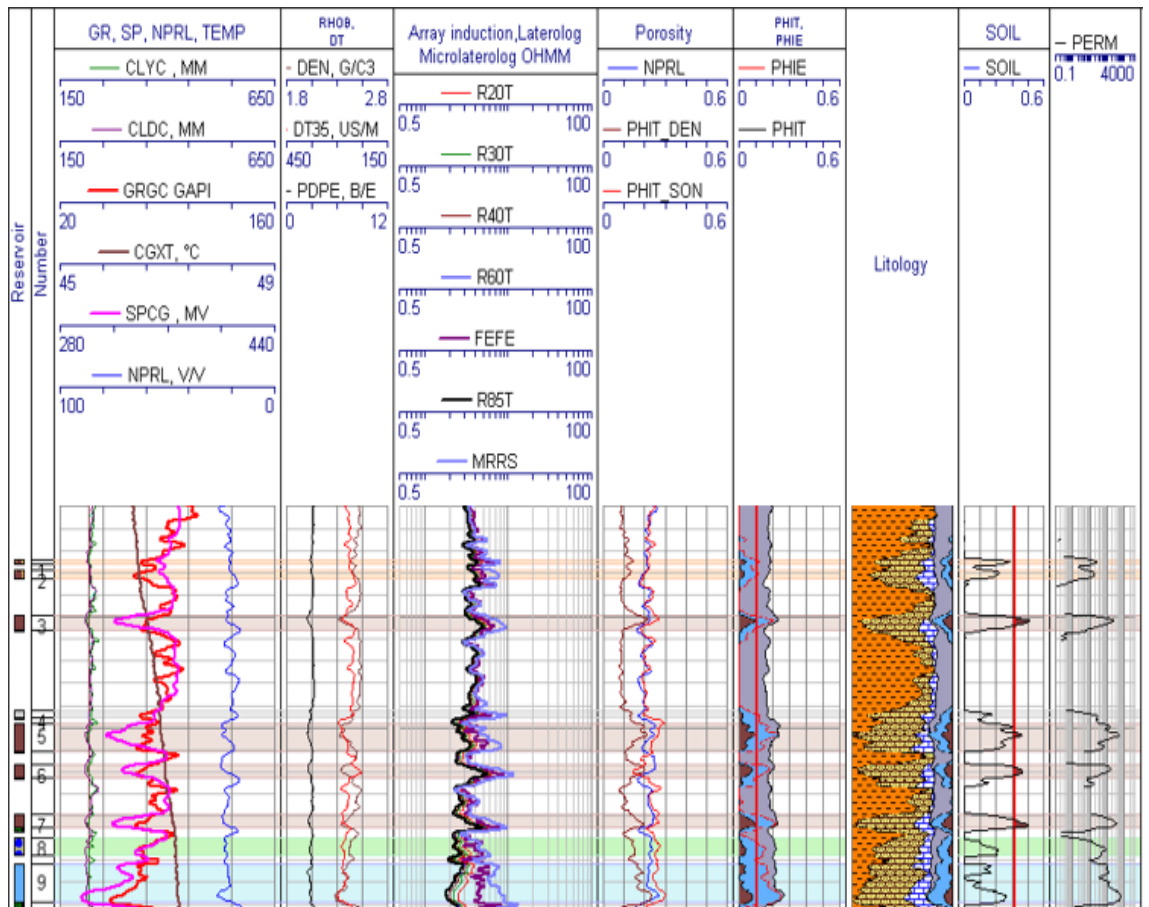 Reservoir
Number
GR, SP, NPRL, TEMP
CLYC , MM
150 650
CLDC, MM
150 650
GRGC GAPI
20 160
CGXT, °C
45 49
SPCG , MV
280 440
NPRL, V/V
100 0
RHOB,
DT
DEN, G/C3
1.8 2.8
DT35, US/M
450 150
PDPE, B/E
0 12
Array induction,Laterolog
Microlaterolog OHMM
R20T
0.5 100
R30T
0.5 100
R40T
0.5 100
R60T
0.5 100
FEFE
0.5 100
R85T
0.5 100
MRRS
0.5 100
Porosity
NPRL
0 0.6
PHIT_DEN
0 0.6
PHIT_SON
0 0.6
PHIT,
PHIE
PHIE
0 0.6
PHIT
0 0.6
Litology
SOIL
SOIL
0 0.6
PERM
0.1 4000
1
2
3
4
5
6
7
8
9